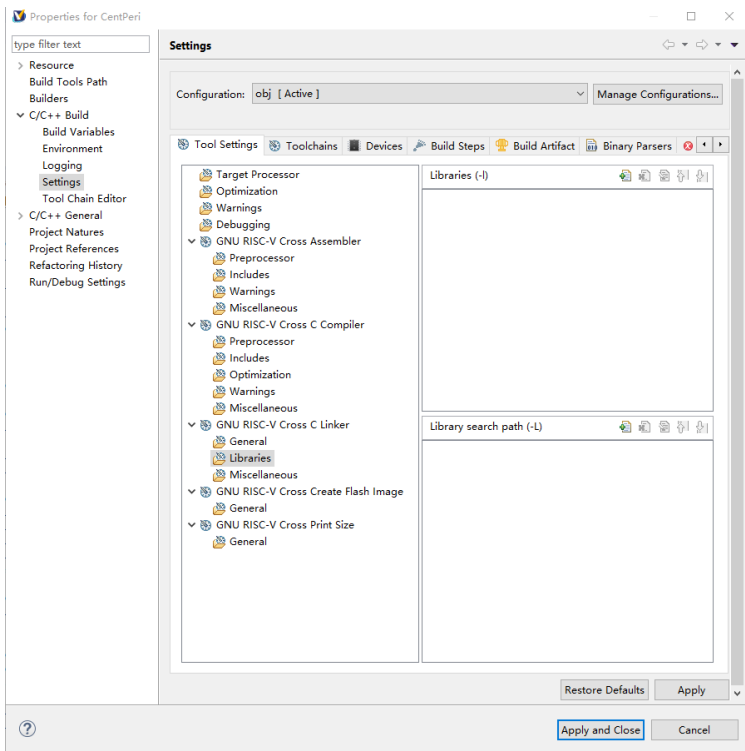 Properties for CentPeri
type filter text
Resource
Build Tools Path
Builders
C/C++ Build
Build Variables
Environment
Logging
Settings
Tool Chain Editor
C/C++ General
Project Natures
Project References
Refactoring History
Run/Debug Settings
Settings
Configuration: obj [ Active ] Manage Configurations...
Tool Settings Toolchains Devices Build Steps Build Artifact Binary Parsers
Target Processor
Optimization
Warnings
Debugging
GNU RISC-V Cross Assembler
Preprocessor
Includes
Warnings
Miscellaneous
GNU RISC-V Cross C Compiler
Preprocessor
Includes
Optimization
Warnings
Miscellaneous
GNU RISC-V Cross C Linker
General
Libraries
Miscellaneous
GNU RISC-V Cross Create Flash Image
General
GNU RISC-V Cross Print Size
General
Libraries (-l)
Library search path (-L)
Restore Defaults Apply
Apply and Close Cancel